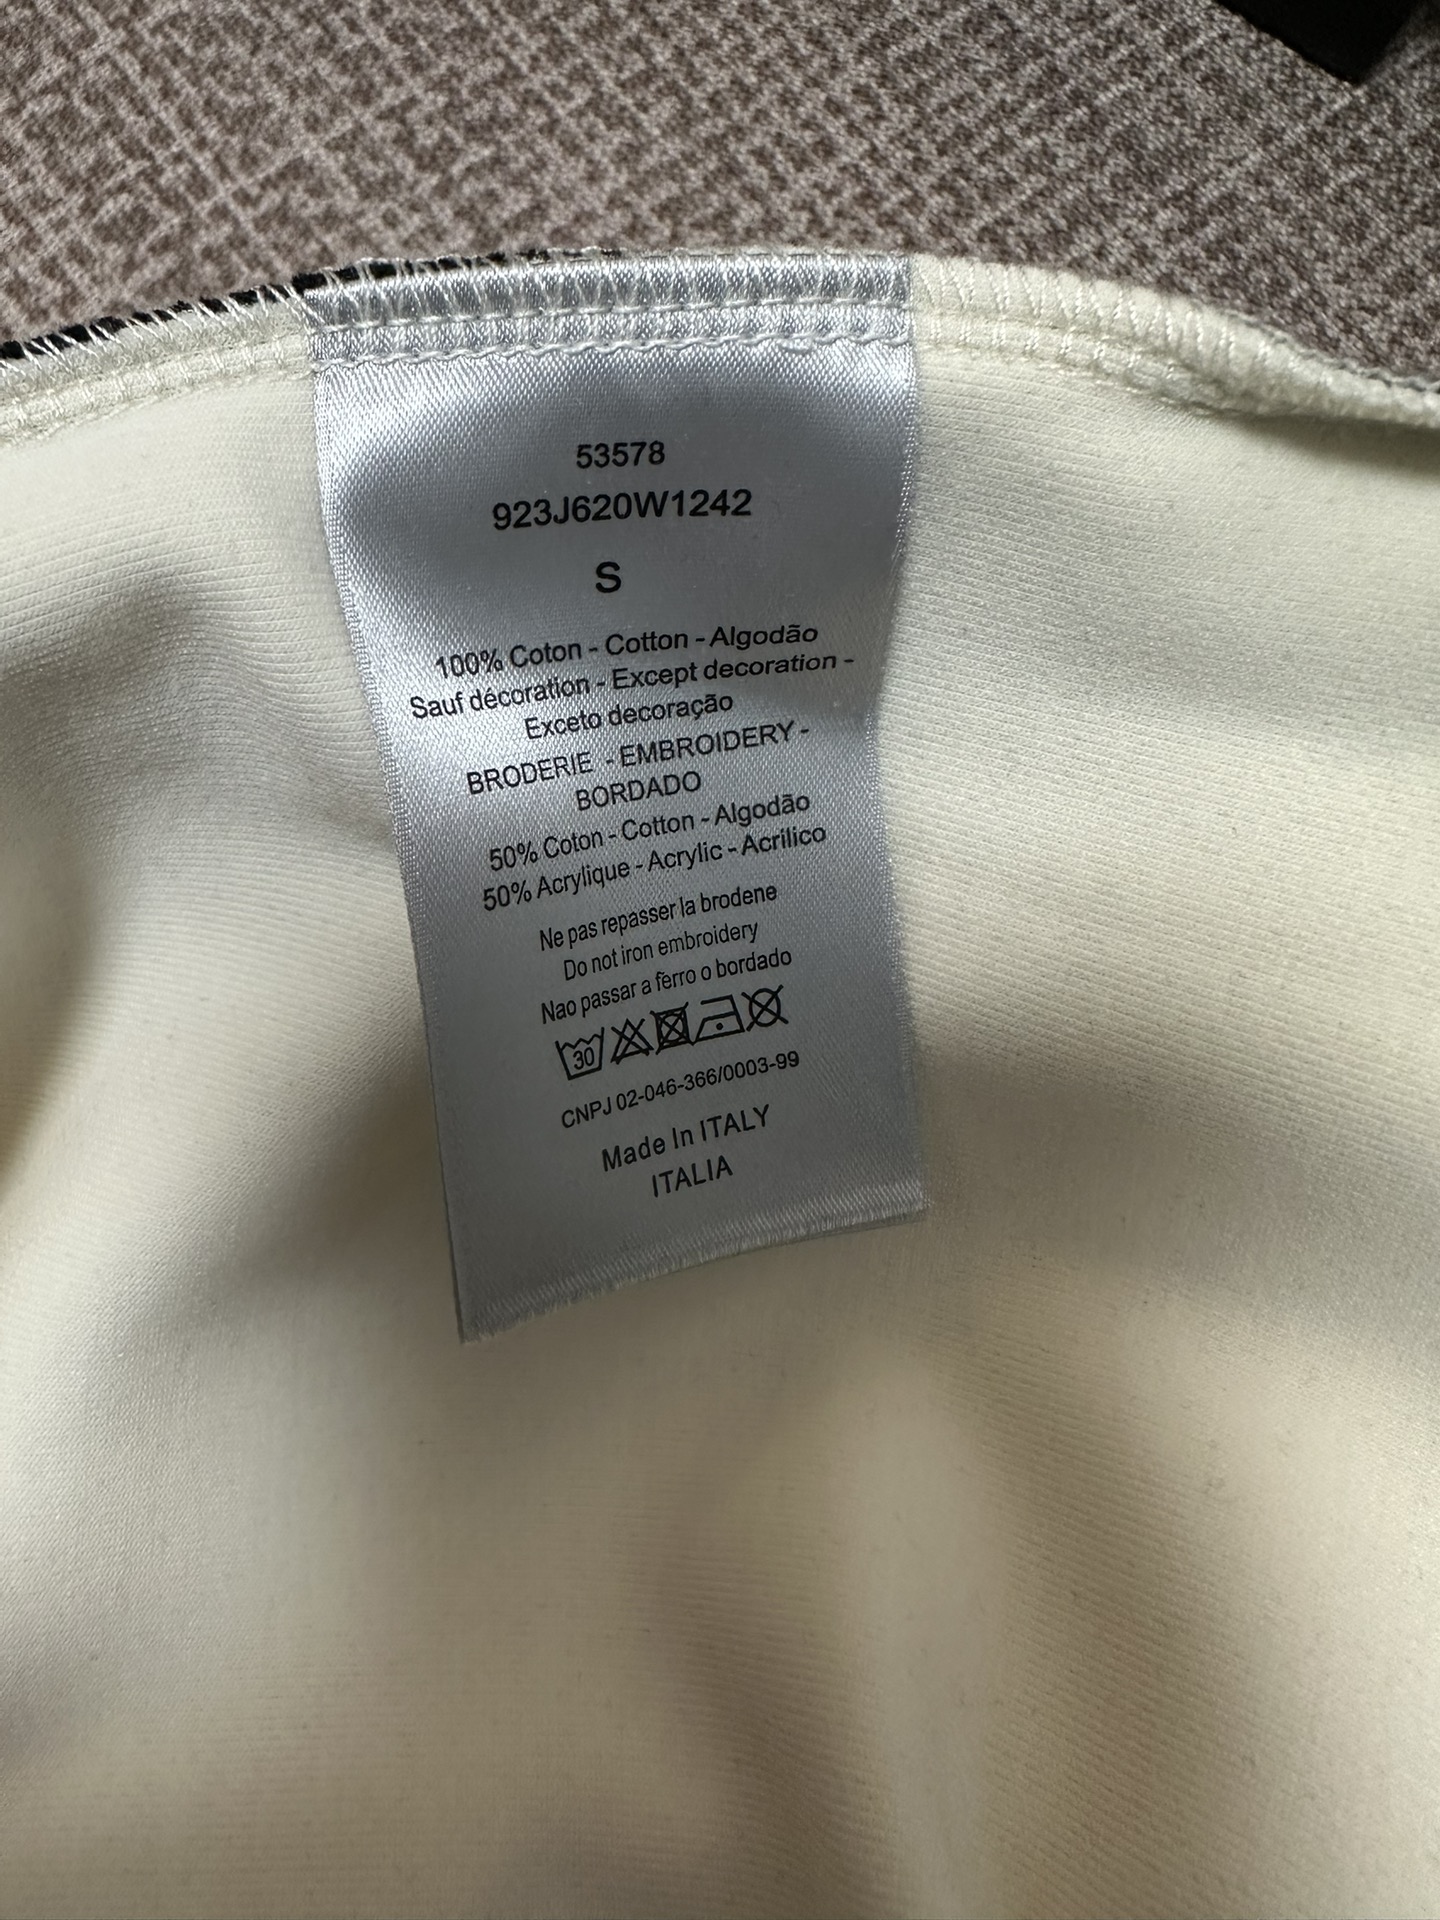 53578
923J620W1242
S
100% Coton - Cotton - Algodão
Sauf décoration - Except decoration -
Exceto decoração
BRODERIE - EMBROIDERY -
BORDADO
50% Coton - Cotton - Algodão
50% Acrylique - Acrylic - Acrilico
Ne pas repasser la brodene
Do not iron embroidery
Nao passar a ferro o bordado
30
CNPJ 02-046-366/0003-99
Made In ITALY
ITALIA